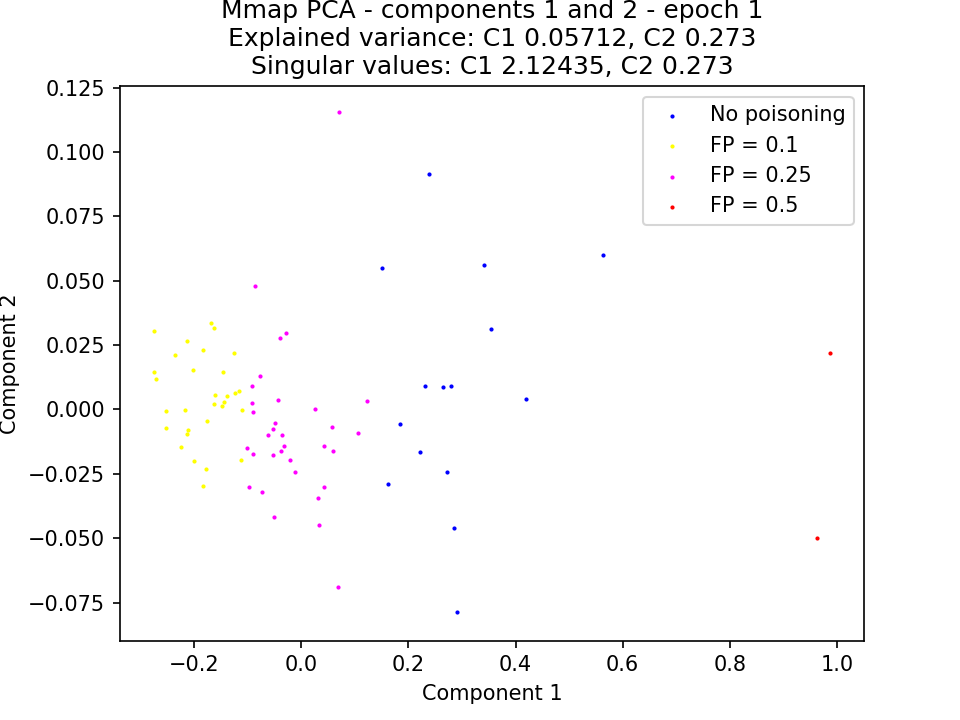 Mmap PCA - components 1 and 2 - epoch 1
Explained variance: C1 0.05712, C2 0.273
Singular values: C1 2.12435, C2 0.273
No poisoning
FP = 0.1
FP = 0.25
FP = 0.5
0.125
0.100
0.075
0.050
0.025
0.000
−0.025
−0.050
−0.075
Component 2
−0.2
0.0
0.2
0.4
0.6
0.8
1.0
Component 1